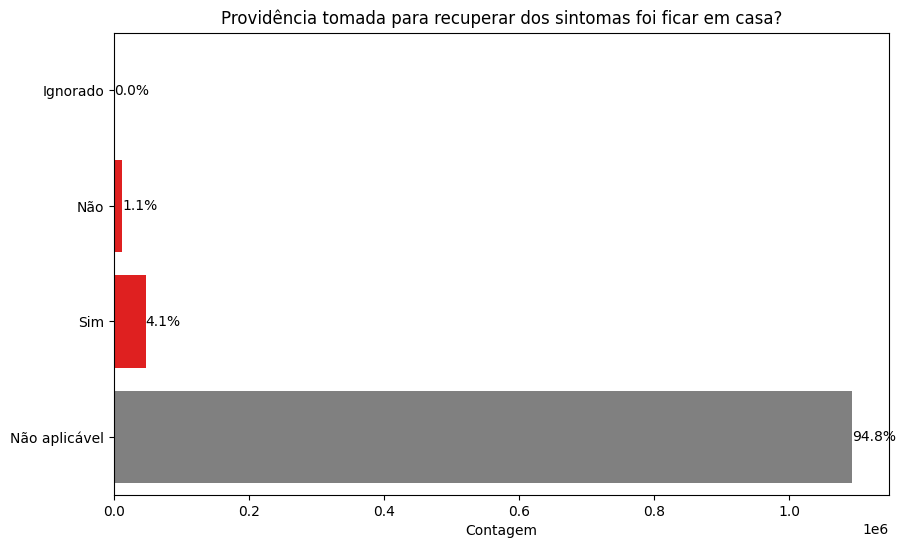 Providência tomada para recuperar dos sintomas foi ficar em casa?
Ignorado
0.0%
Não
1.1%
Sim
4.1%
Não aplicável
94.8%
0.0
0.2
0.4
0.6
0.8
1.0
1e6
Contagem